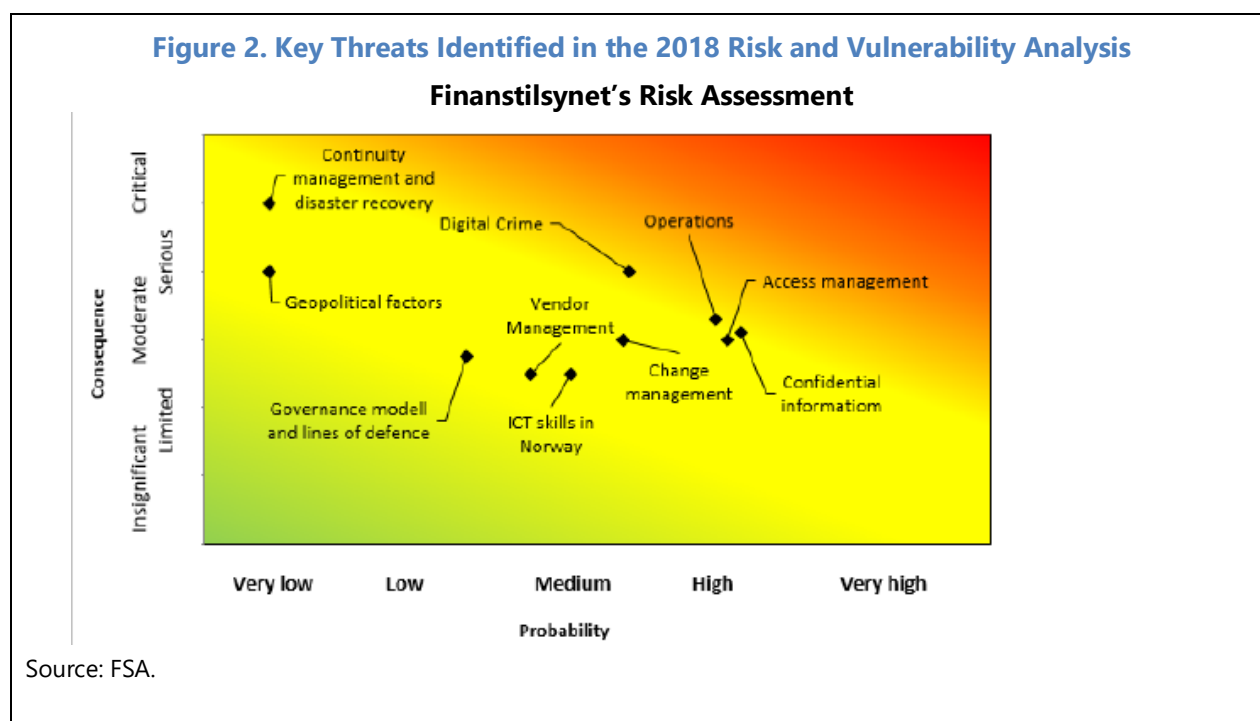 Figure 2. Key Threats Identified in the 2018 Risk and Vulnerability Analysis
Finanstilsynet's Risk Assessment
Consequence
Critical
Serious
Moderate
Limited
Insignificant
Continuity
management and
disaster recovery
Digital Crime
Operations
Access management
Geopolitical factors
Vendor
Management
Change
management
Confidential
informatiom
Governance modell
and lines of defence
ICT skills in
Norway
Very low
Low
Medium
High
Very high
Probability
Source: FSA.